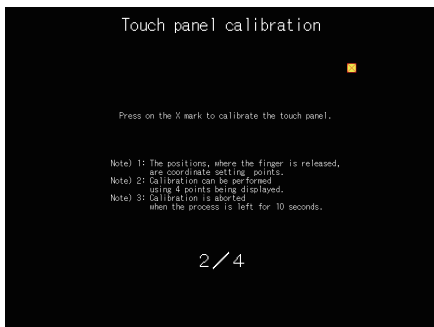 Touch panel calibration
X
Press on the X mark to calibrate the touch panel.
Note) 1: The positions, where the finger is released,
are coordinate setting points.
Note) 2: Calibration can be performed
using 4 points being displayed.
Note) 3: Calibration is aborted
when the process is left for 10 seconds.
2/4